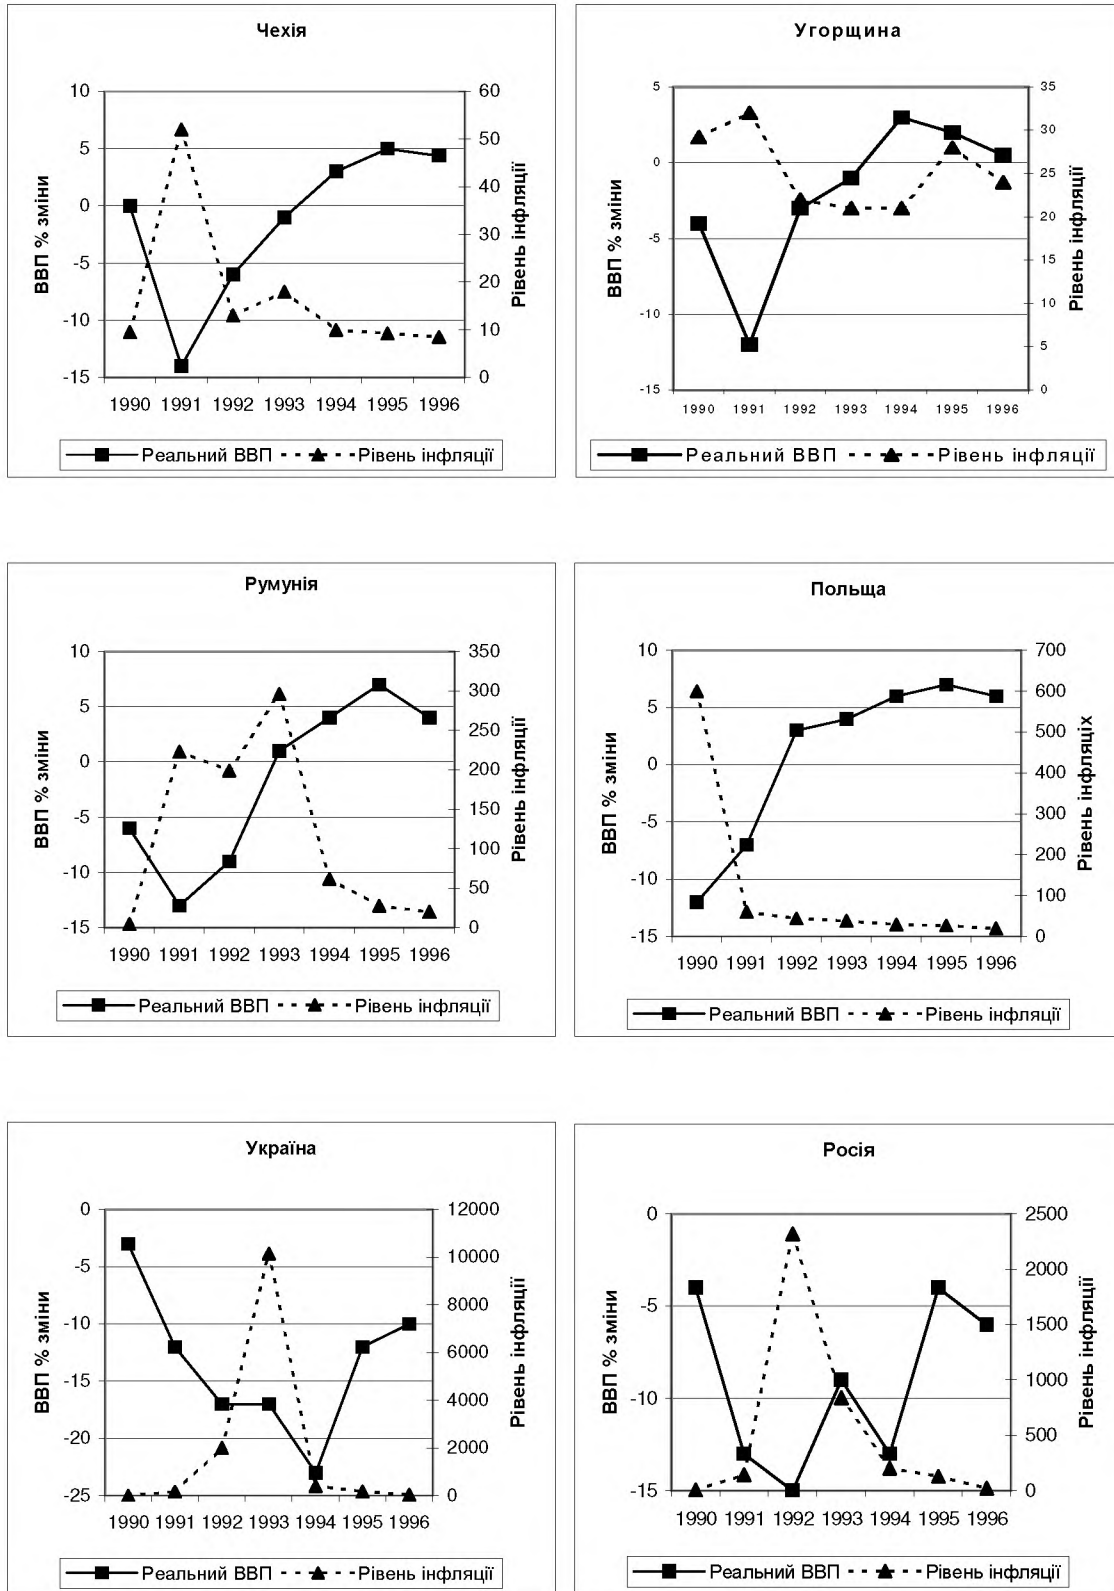 Чехія
10
5
0
-5
-10
-15
ВВП % зміни
60
50
40
30
20
10
0
Рівень інфляції
1990 1991 1992 1993 1994 1995 1996
Реальний ВВП Рівень інфляції
Угорщина
5
0
-5
-10
-15
ВВП % зміни
35
30
25
20
15
10
5
0
Рівень інфляції
1990 1991 1992 1993 1994 1995 1996
Реальний ВВП Рівень інфляції
Румунія
10
5
0
-5
-10
-15
ВВП % зміни
350
300
250
200
150
100
50
0
Рівень інфляції
1990 1991 1992 1993 1994 1995 1996
Реальний ВВП Рівень інфляції
Польща
10
5
0
-5
-10
-15
ВВП % зміни
700
600
500
400
300
200
100
0
Рівень інфляціх
1990 1991 1992 1993 1994 1995 1996
Реальний ВВП Рівень інфляції
Україна
0
-5
-10
-15
-20
-25
ВВП % зміни
12000
10000
8000
6000
4000
2000
0
Рівень інфляції
1990 1991 1992 1993 1994 1995 1996
Реальний ВВП Рівень інфляції
Росія
0
-5
-10
-15
ВВП % зміни
2500
2000
1500
1000
500
0
Рівень інфляції
1990 1991 1992 1993 1994 1995 1996
Реальний ВВП Рівень інфляції